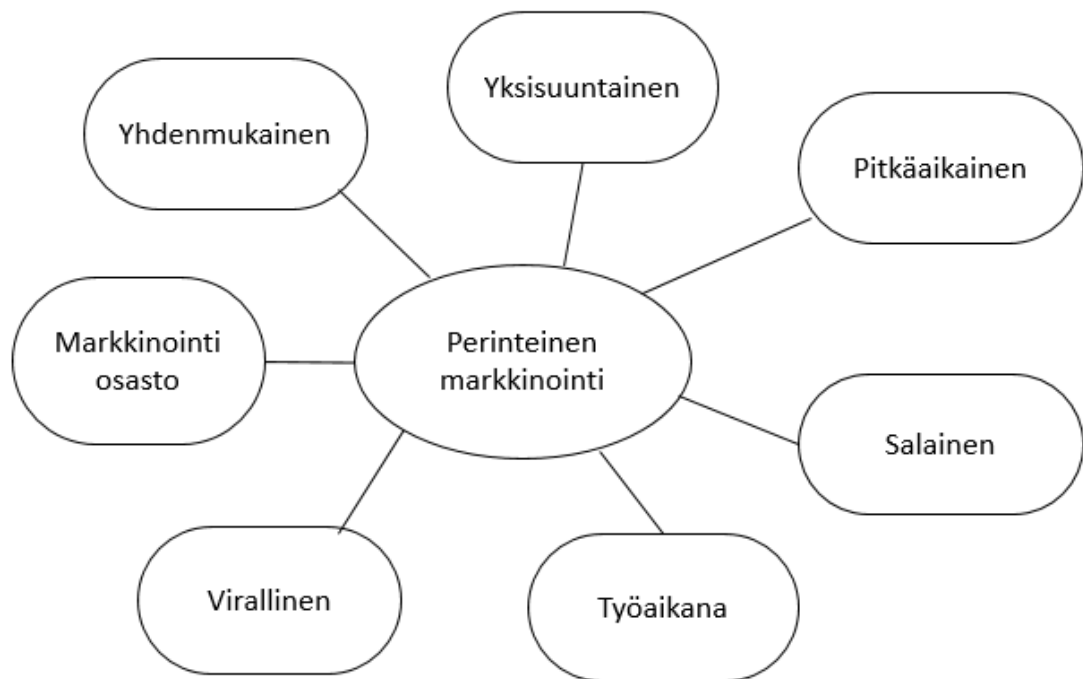 Yksisuuntainen
Yhdenmukainen
Pitkäaikainen
Markkinointi
osasto
Perinteinen
markkinointi
Salainen
Virallinen
Työaikana